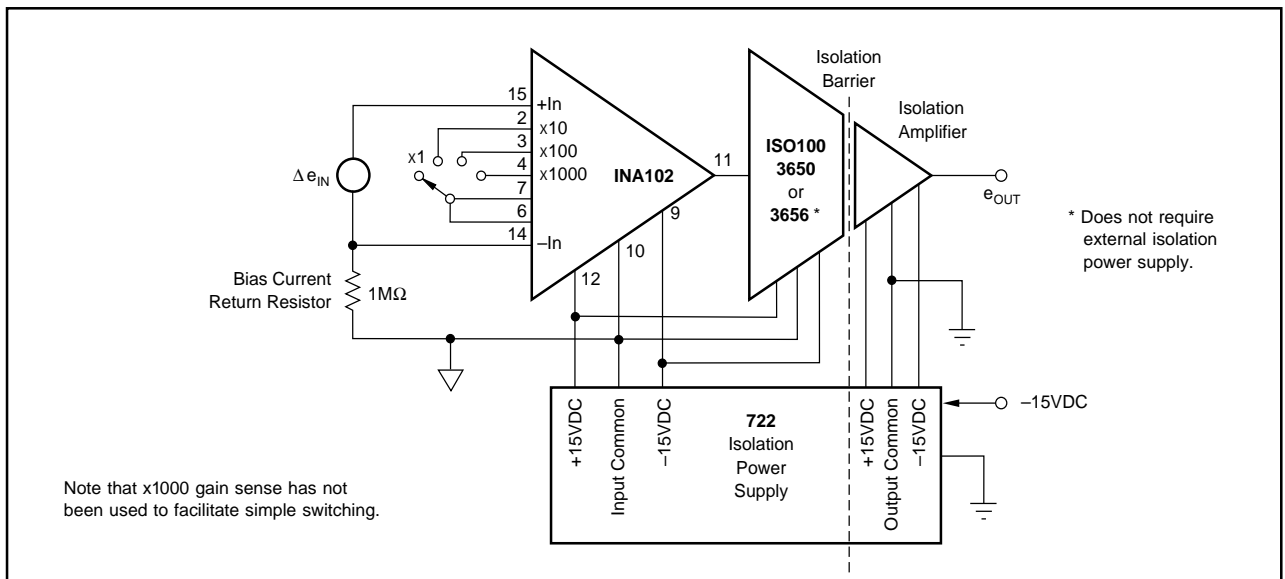 Isolation
Barrier
Isolation
Amplifier
15
+In
2
x10
3
x100
4
x1000
7
6
14
–In
x1
Δ eIN
INA102
11
9
10
12
ISO100
3650
or
3656 *
eOUT
* Does not require
external isolation
power supply.
Bias Current
Return Resistor
1MΩ
+15VDC
Input Common
–15VDC
722
Isolation
Power
Supply
+15VDC
Output Common
–15VDC
–15VDC
Note that x1000 gain sense has not
been used to facilitate simple switching.